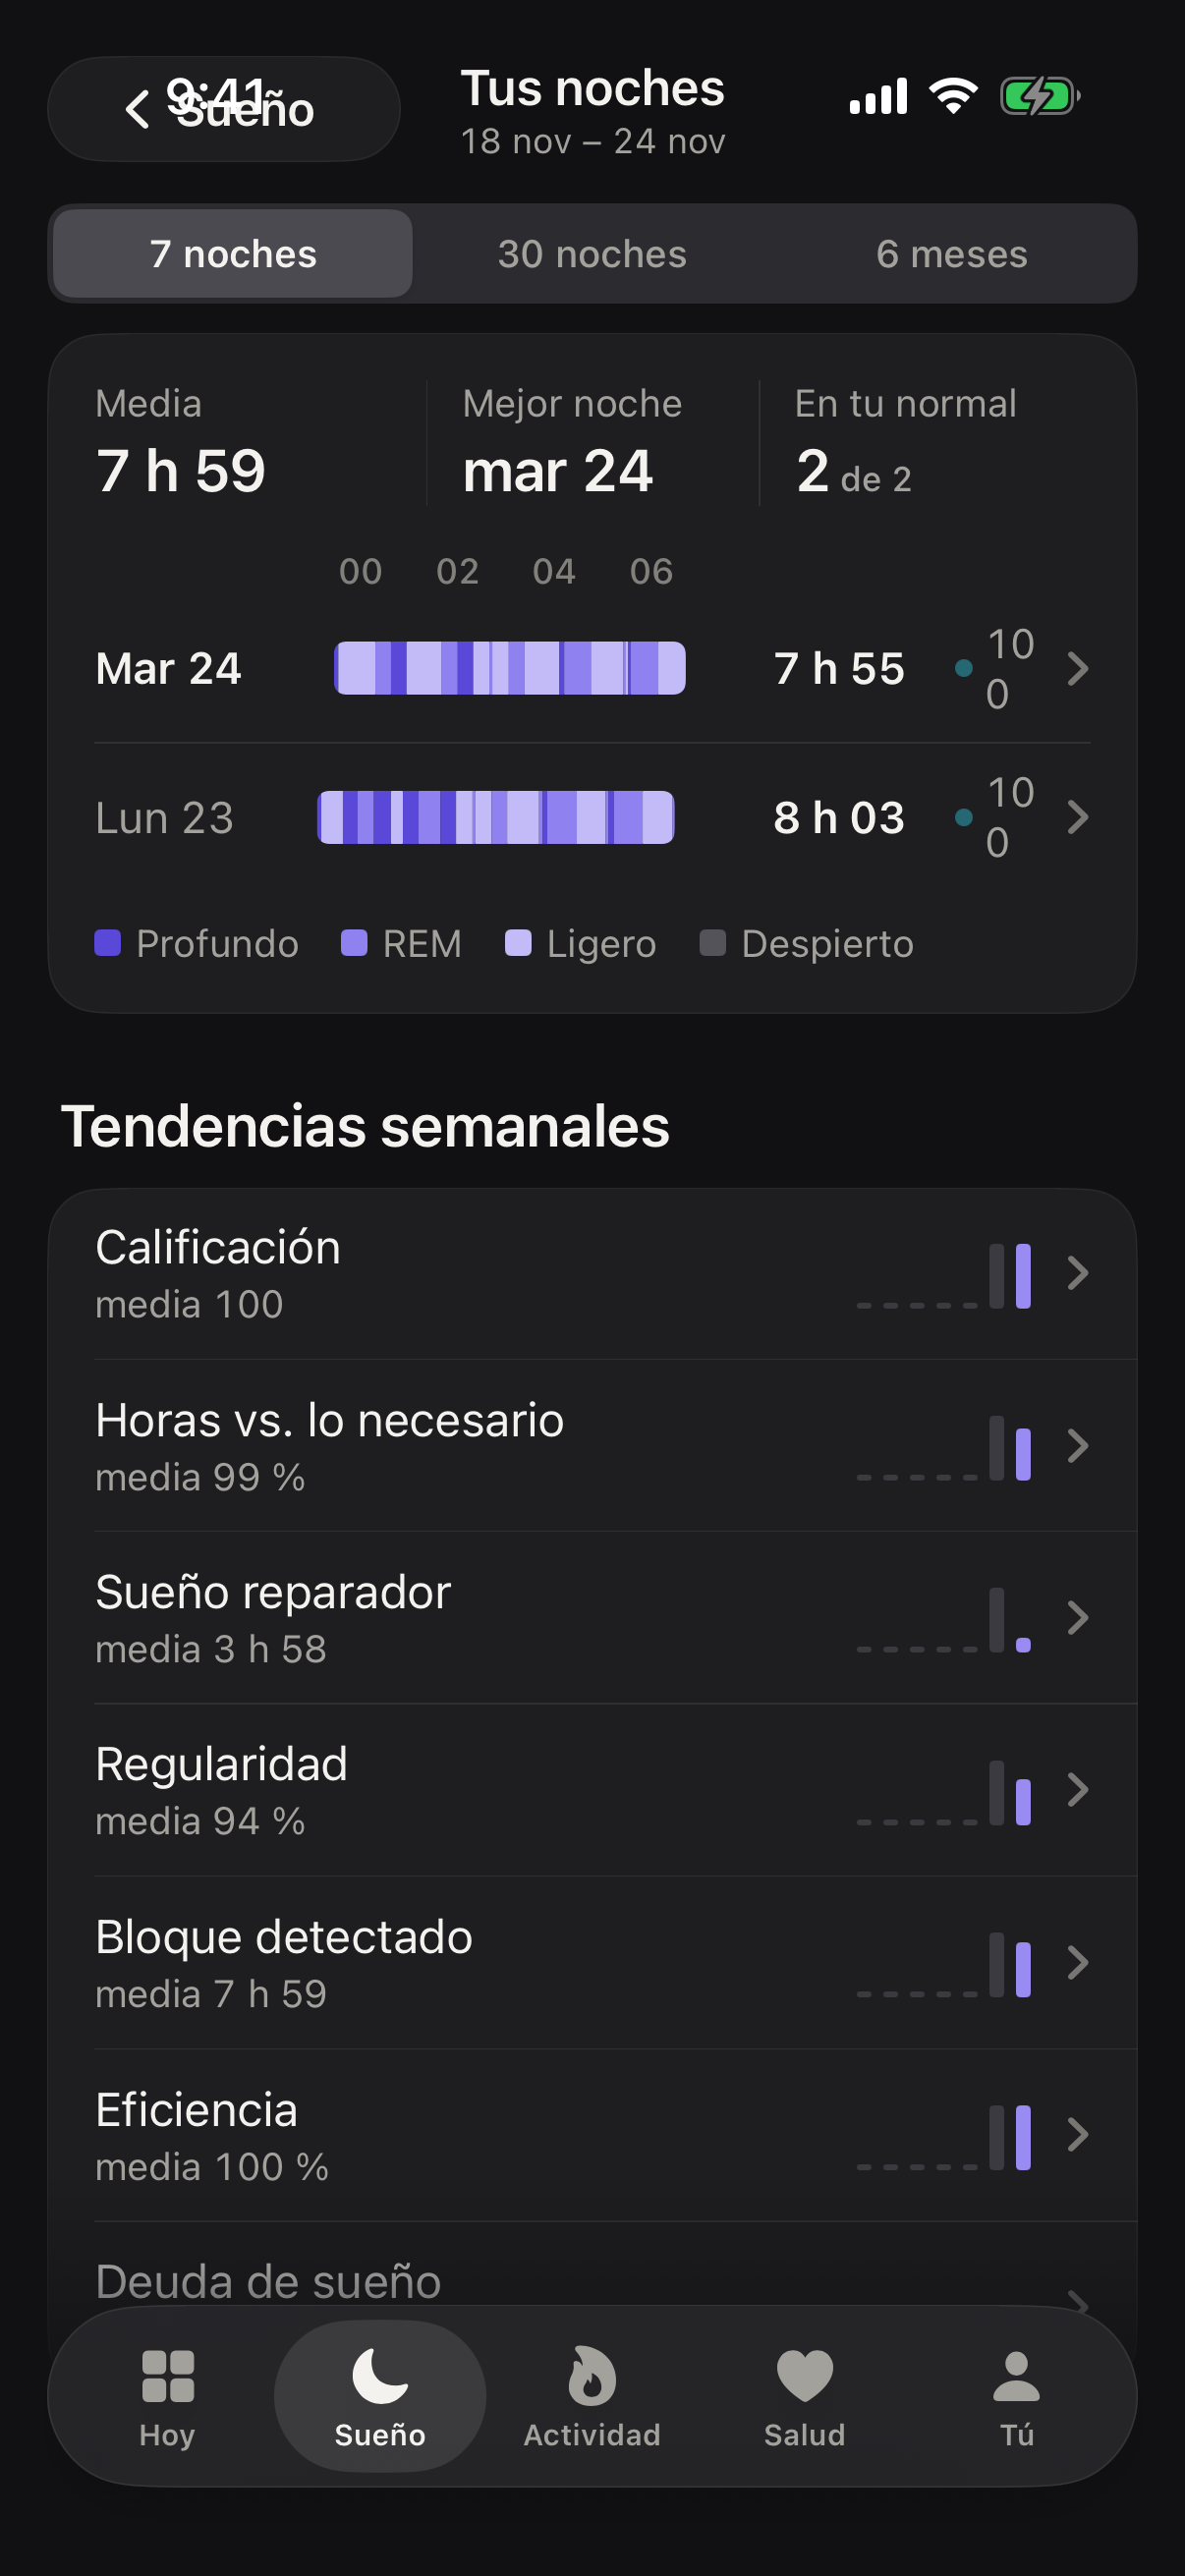 9:41
Sueño
Tus noches
18 nov – 24 nov
7 noches 30 noches 6 meses
Media Mejor noche En tu normal
7 h 59 mar 24 2 de 2
00 02 04 06
Mar 24 7 h 55 10
0
Lun 23 8 h 03 10
0
Profundo REM Ligero Despierto
Tendencias semanales
Calificación
media 100
Horas vs. lo necesario
media 99 %
Sueño reparador
media 3 h 58
Regularidad
media 94 %
Bloque detectado
media 7 h 59
Eficiencia
media 100 %
Deuda de sueño
Hoy Sueño Actividad Salud Tú